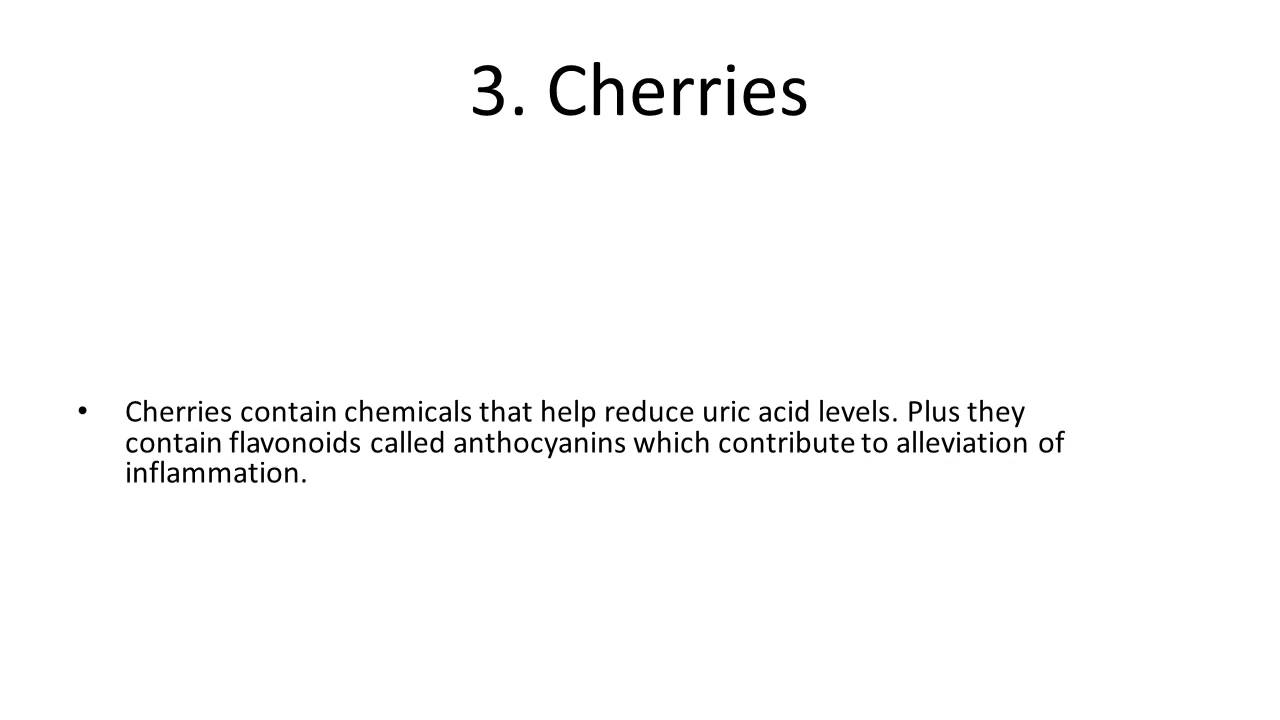 3. Cherries
• Cherries contain chemicals that help reduce uric acid levels. Plus they
contain flavonoids called anthocyanins which contribute to alleviation of
inflammation.